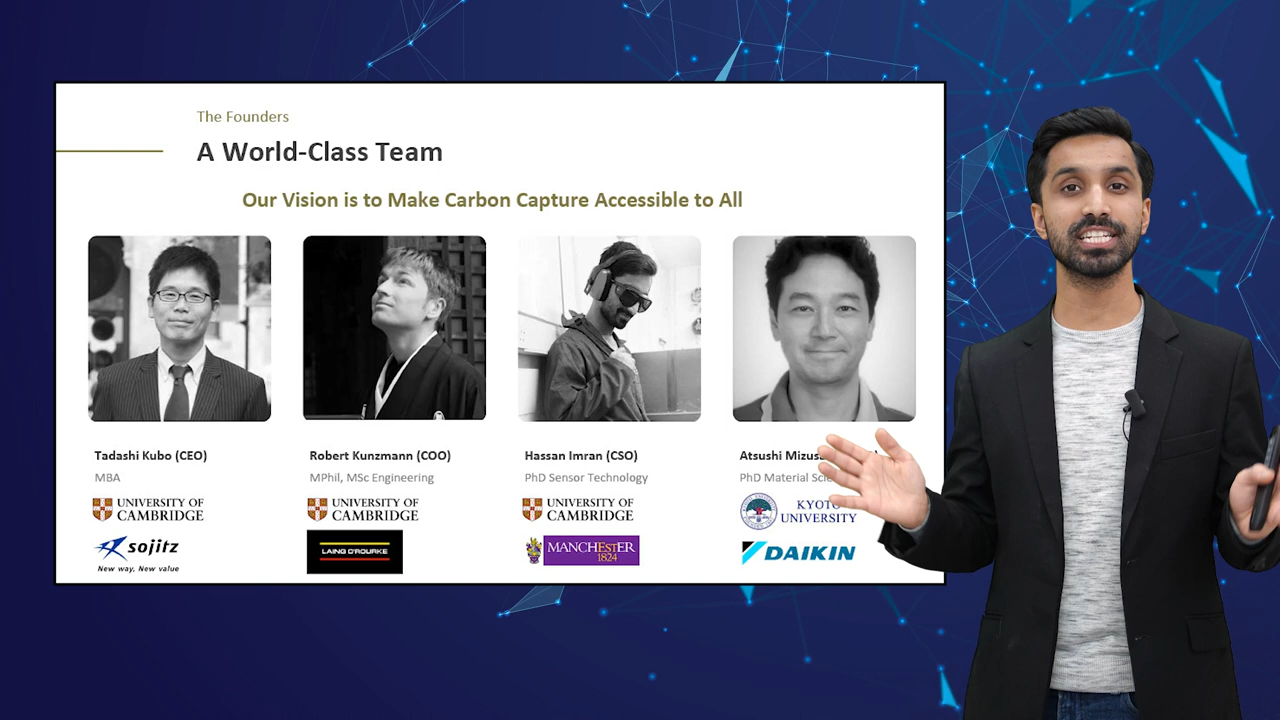 The Founders
A World-Class Team
Our Vision is to Make Carbon Capture Accessible to All
Tadashi Kubo (CEO)
MBA
UNIVERSITY OF
CAMBRIDGE
sojitz
New way, New value
Robert Kunzmann (COO)
MPhil, MSc Engineering
UNIVERSITY OF
CAMBRIDGE
LAING O'ROURKE
Hassan Imran (CSO)
PhD Sensor Technology
UNIVERSITY OF
CAMBRIDGE
MANCHESTER
1824
Atsushi
PhD Material
KYOTO
UNIVERSITY
DAIKIN